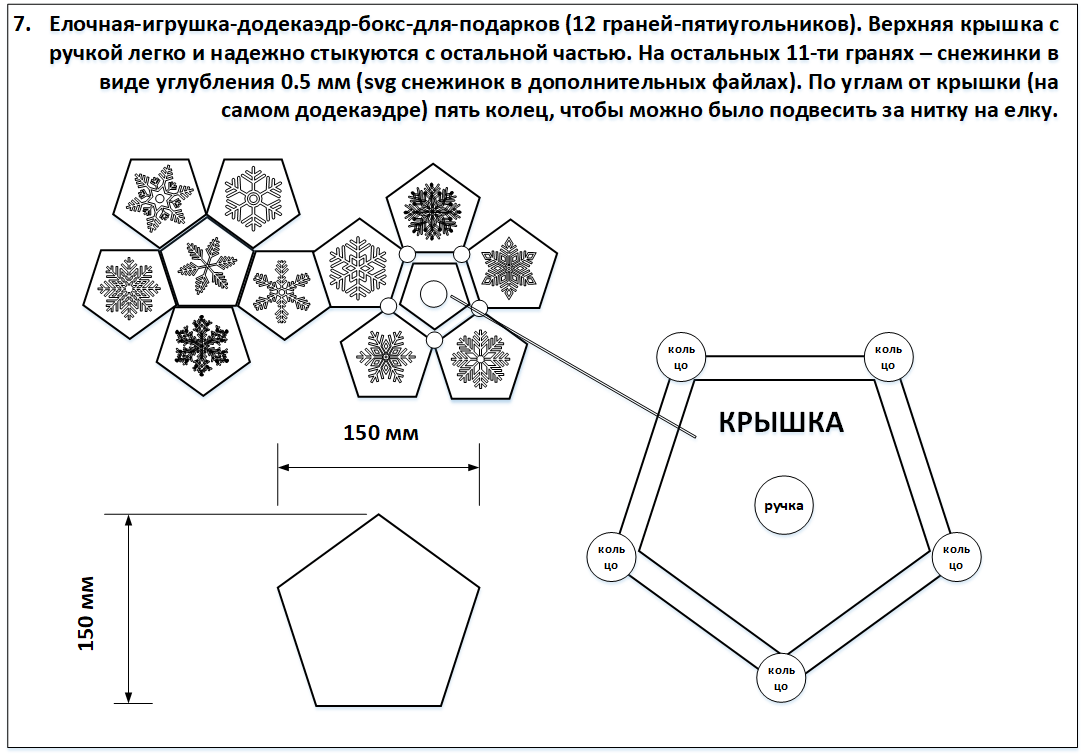 7. Елочная-игрушка-додекаэдр-бокс-для-подарков (12 граней-пятиугольников). Верхняя крышка с
ручкой легко и надежно стыкуются с остальной частью. На остальных 11-ти гранях – снежинки в
виде углубления 0.5 мм (svg снежинок в дополнительных файлах). По углам от крышки (на
самом додекаэдре) пять колец, чтобы можно было подвесить за нитку на елку.
коль
цо
коль
цо
КРЫШКА
150 мм
ручка
коль
цо
коль
цо
150 мм
коль
цо